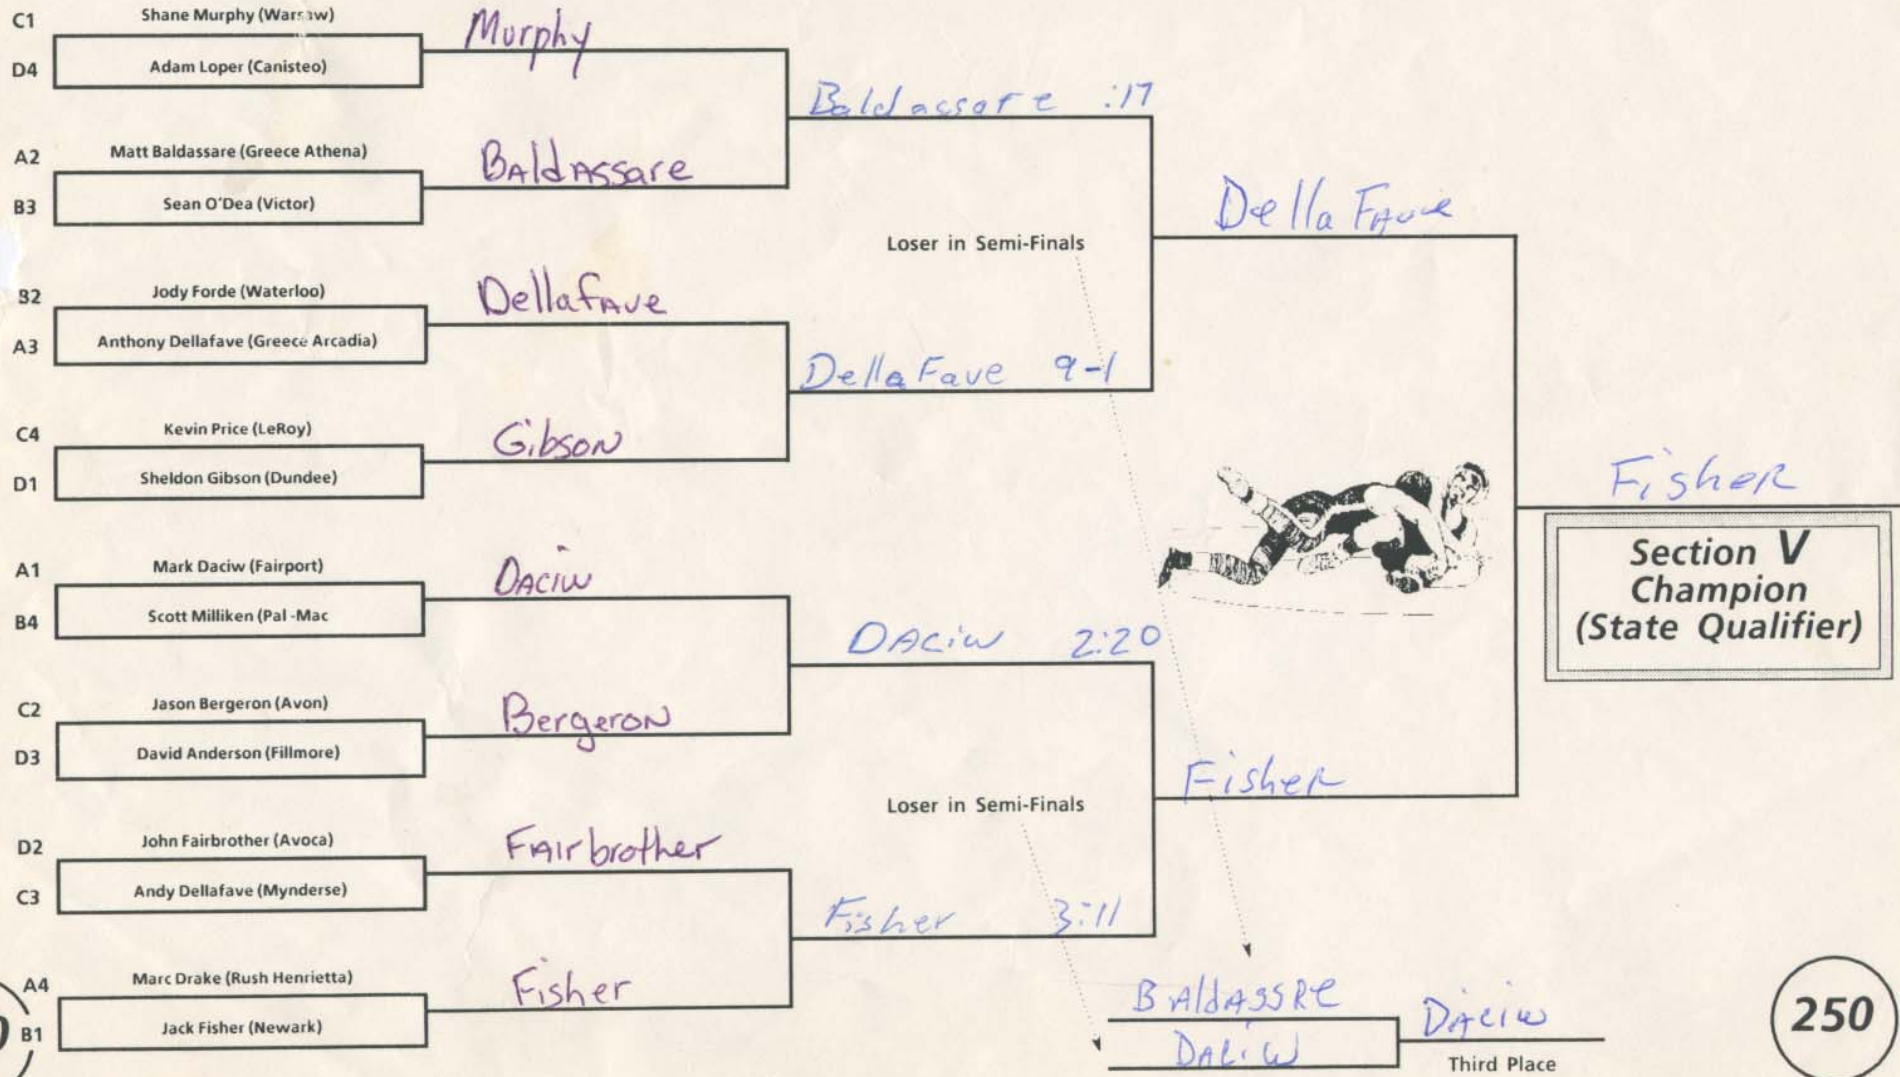 C1 Shane Murphy (Warsaw)
D4 Adam Loper (Canisteo)
Murphy
A2 Matt Baldassare (Greece Athena)
B3 Sean O'Dea (Victor)
BAldAssare
Baldassare :17
B2 Jody Forde (Waterloo)
A3 Anthony Dellafave (Greece Arcadia)
DellafAve
C4 Kevin Price (LeRoy)
D1 Sheldon Gibson (Dundee)
GibsoN
Della Fave 9-1
Loser in Semi-Finals
Della FAve
A1 Mark Daciw (Fairport)
B4 Scott Milliken (Pal -Mac
DAciw
C2 Jason Bergeron (Avon)
D3 David Anderson (Fillmore)
BergeroN
DACiw 2:20
D2 John Fairbrother (Avoca)
C3 Andy Dellafave (Mynderse)
FAirbrother
A4 Marc Drake (Rush Henrietta)
B1 Jack Fisher (Newark)
Fisher
Fisher 3:11
Loser in Semi-Finals
FisheR
FisheR
Section V
Champion
(State Qualifier)
BAldASSRe
DACiW
DAciw
Third Place
250